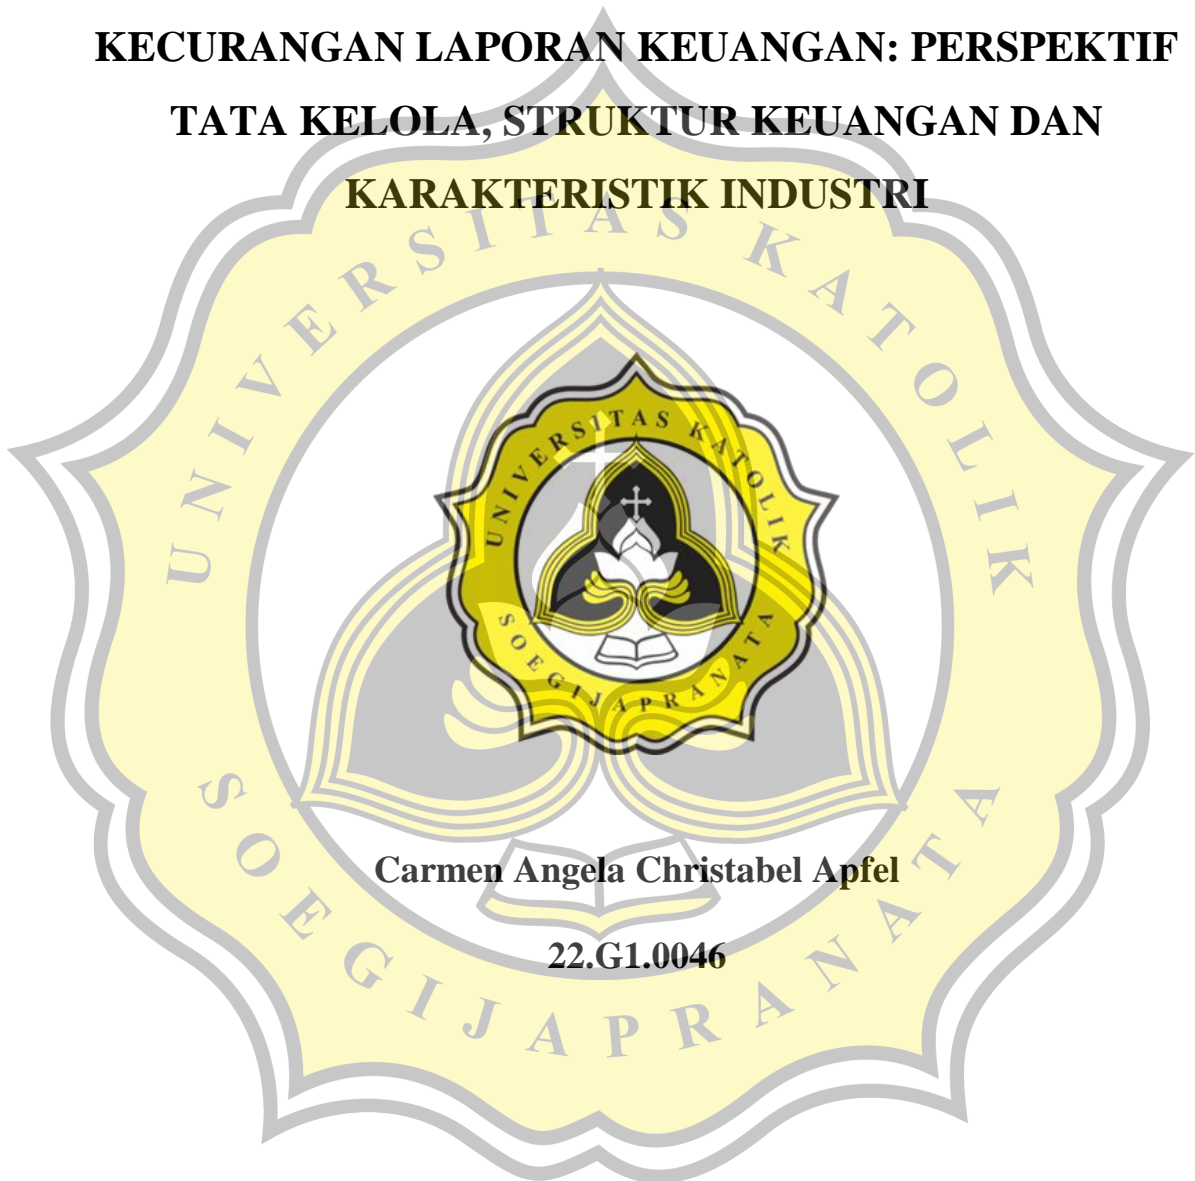 KECURANGAN LAPORAN KEUANGAN: PERSPEKTIF
TATA KELOLA, STRUKTUR KEUANGAN DAN
KARAKTERISTIK INDUSTRI
UNIVERSITAS KATOLIK
SOEGIJAPRANATA
UNIVERSITAS KATOLIK
SOEGIJAPRANATA
Carmen Angela Christabel Apfel
22.G1.0046